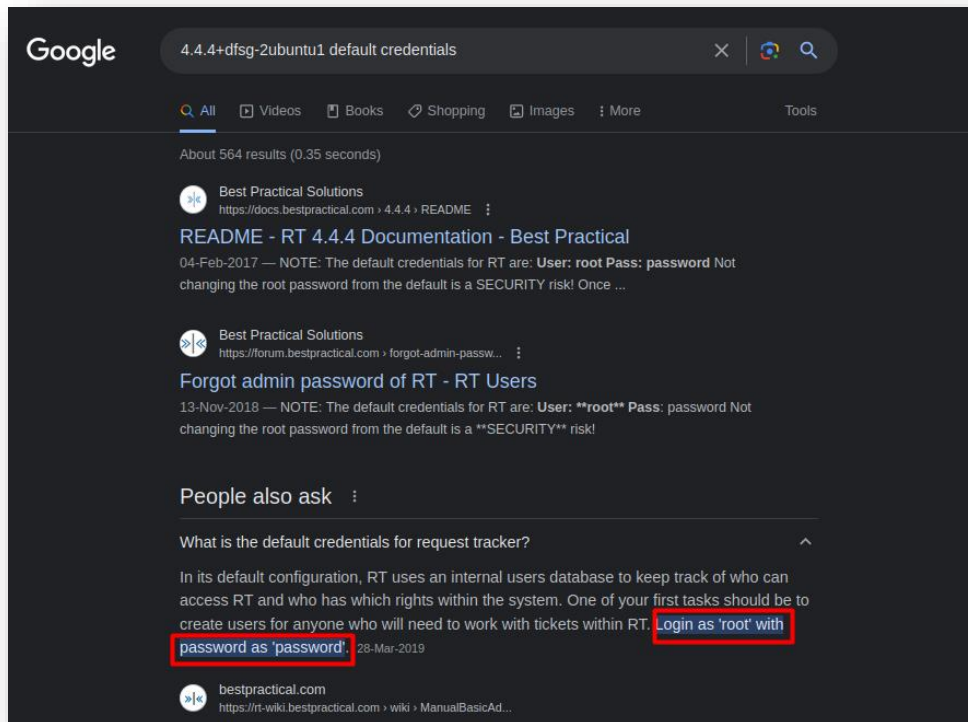 Google
4.4.4+dfsg-2ubuntu1 default credentials
All Videos Books Shopping Images More Tools
About 564 results (0.35 seconds)
Best Practical Solutions
https://docs.bestpractical.com › 4.4.4 › README
README - RT 4.4.4 Documentation - Best Practical
04-Feb-2017 — NOTE: The default credentials for RT are: User: root Pass: password Not
changing the root password from the default is a SECURITY risk! Once ...
Best Practical Solutions
https://forum.bestpractical.com › forgot-admin-passw...
Forgot admin password of RT - RT Users
13-Nov-2018 — NOTE: The default credentials for RT are: User: **root** Pass: password Not
changing the root password from the default is a **SECURITY** risk!
People also ask
What is the default credentials for request tracker?
In its default configuration, RT uses an internal users database to keep track of who can
access RT and who has which rights within the system. One of your first tasks should be to
create users for anyone who will need to work with tickets within RT. Login as 'root' with
password as 'password'. 28-Mar-2019
bestpractical.com
https://rt-wiki.bestpractical.com › wiki › ManualBasicAd...